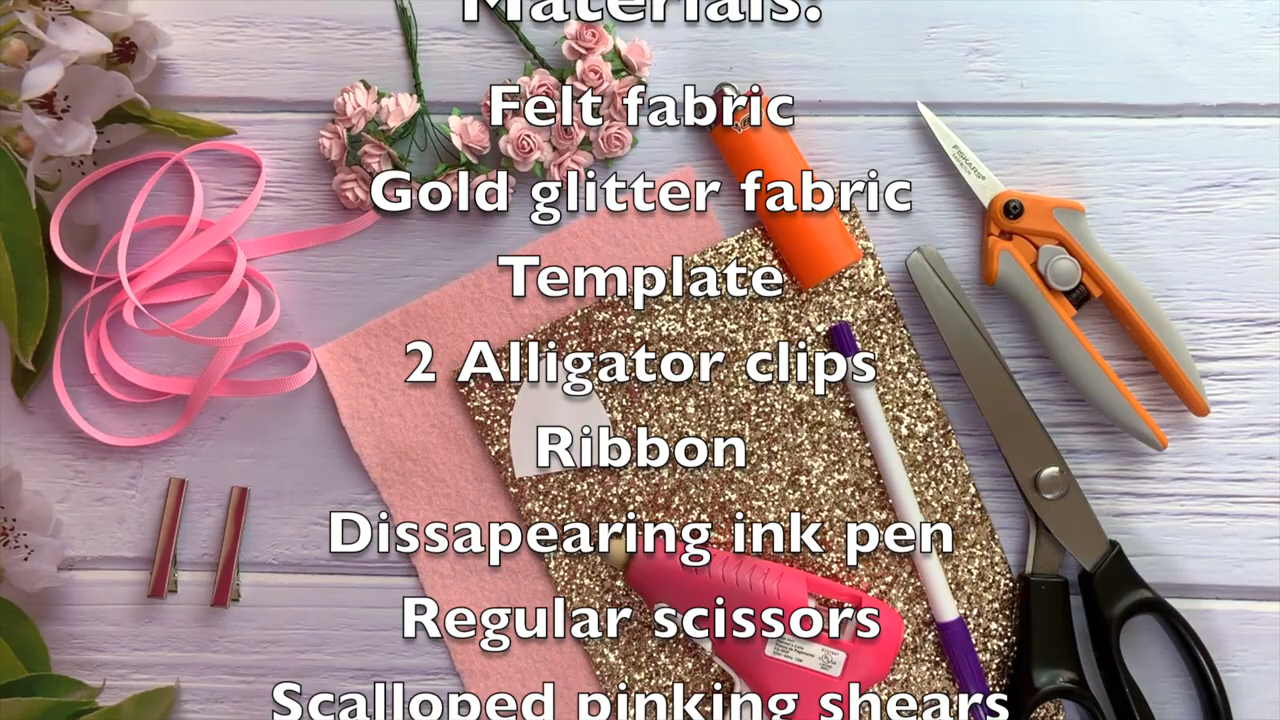 Materials:
Felt fabric
Gold glitter fabric
Template
2 Alligator clips
Ribbon
Dissapearing ink pen
Regular scissors
Scalloped pinking shears
FISKARS